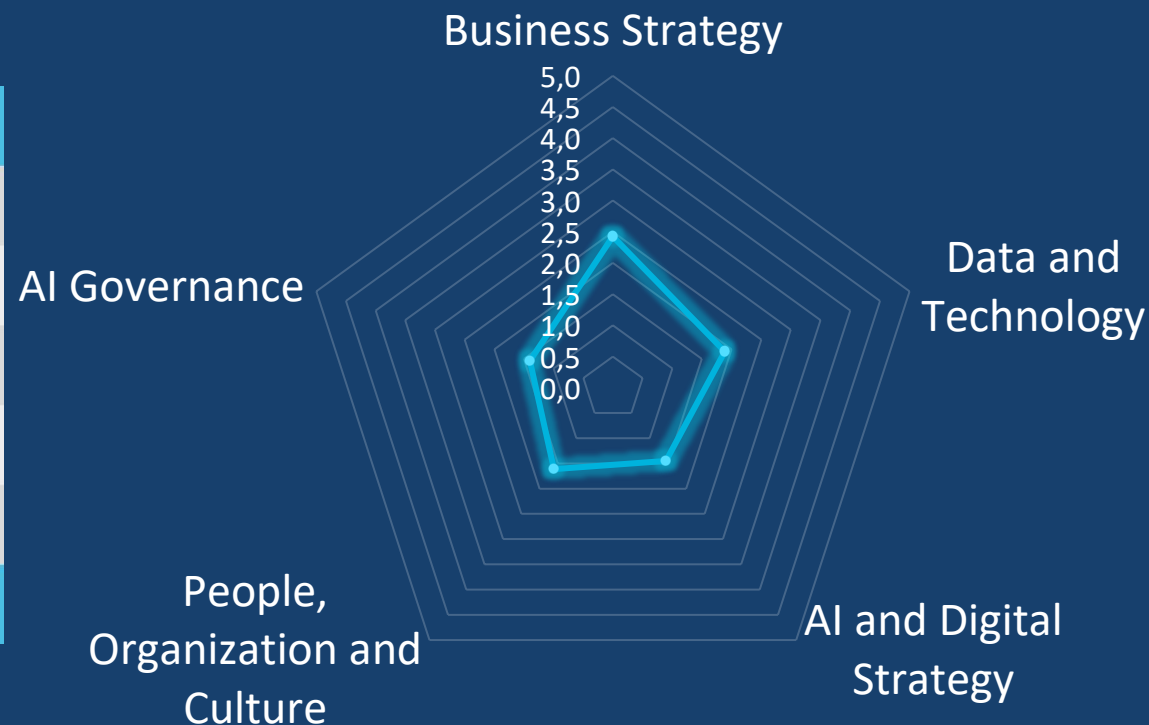 Business Strategy
5,0
4,5
4,0
3,5
3,0
2,5
2,0
1,5
1,0
0,5
0,0
Data and
Technology
AI Governance
AI and Digital
Strategy
People,
Organization and
Culture